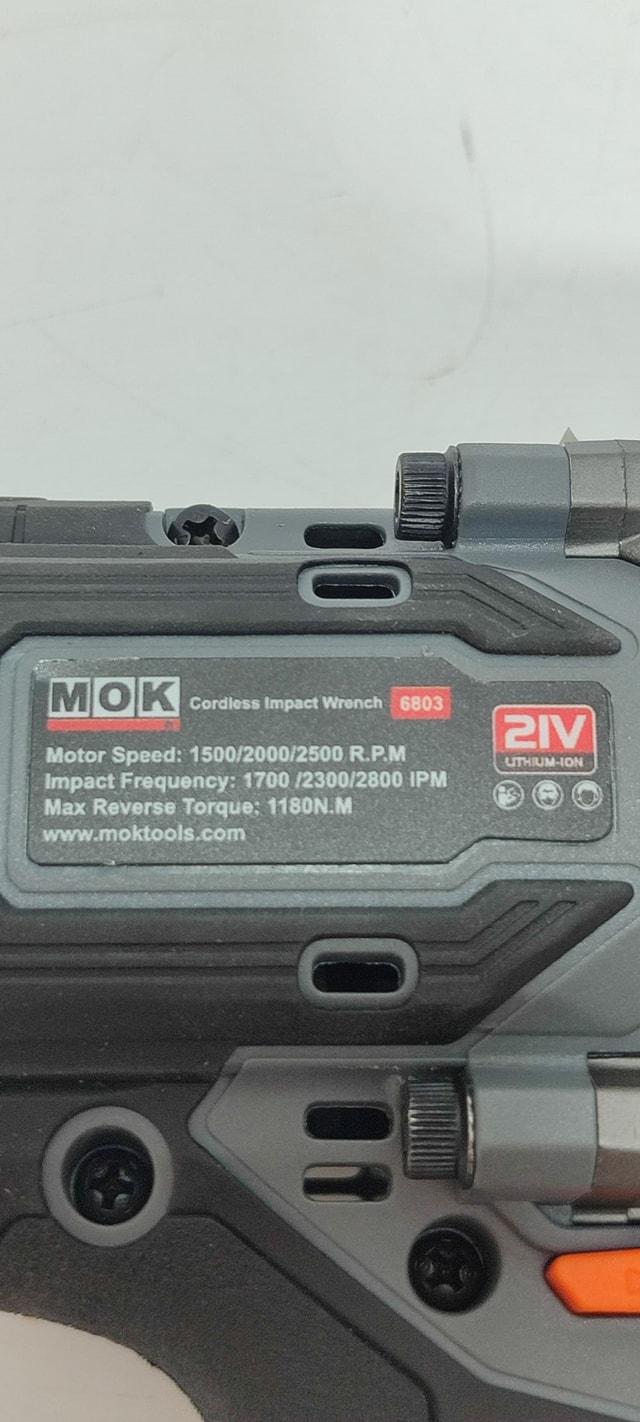 MOK Cordless Impact Wrench 6803
Motor Speed: 1500/2000/2500 R.P.M
Impact Frequency: 1700 /2300/2800 IPM
Max Reverse Torque: 1180N.M
www.moktools.com
21V
LITHIUM-ION